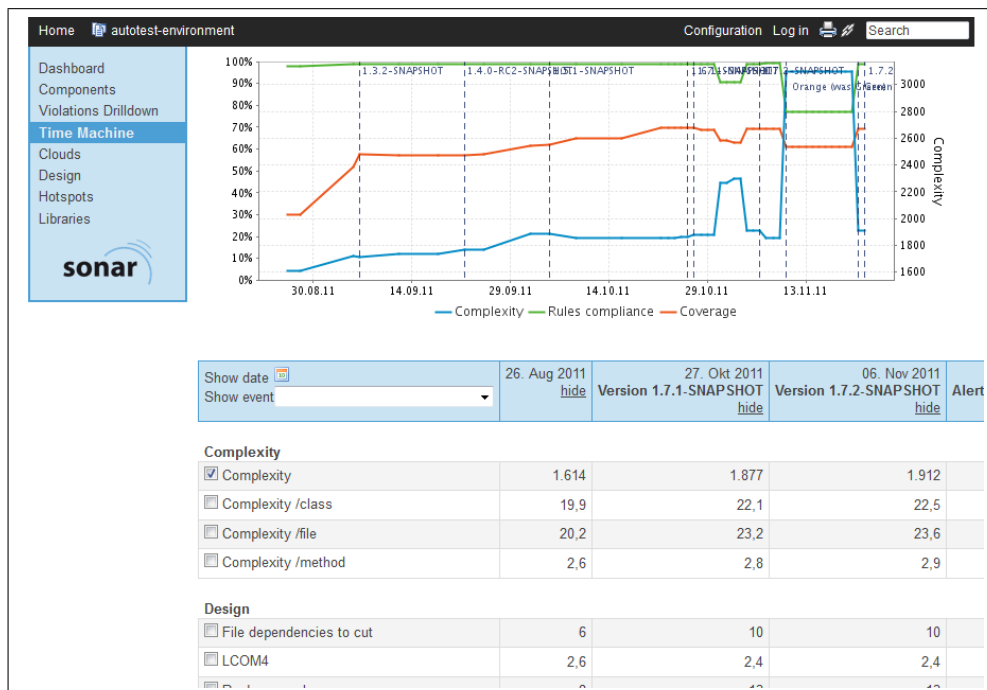 Home autotest-environment Configuration Log in Search
Dashboard
Components
Violations Drilldown
Time Machine
Clouds
Design
Hotspots
Libraries
sonar
100%
90%
80%
70%
60%
50%
40%
30%
20%
10%
0%
1.3.2-SNAPSHOT
1.4.0-RC2-SNAPSHOT
1.7.2
Orange (was Green)
3000
2800
2600
2400
2200
2000
1800
1600
Complexity
30.08.11 14.09.11 29.09.11 14.10.11 29.10.11 13.11.11
Complexity Rules compliance Coverage
Show date
Show event
26. Aug 2011
hide
27. Okt 2011
Version 1.7.1-SNAPSHOT
hide
06. Nov 2011
Version 1.7.2-SNAPSHOT
hide
Alert
Complexity
Complexity 1.614 1.877 1.912
Complexity /class 19,9 22,1 22,5
Complexity /file 20,2 23,2 23,6
Complexity /method 2,6 2,8 2,9
Design
File dependencies to cut 6 10 10
LCOM4 2,6 2,4 2,4